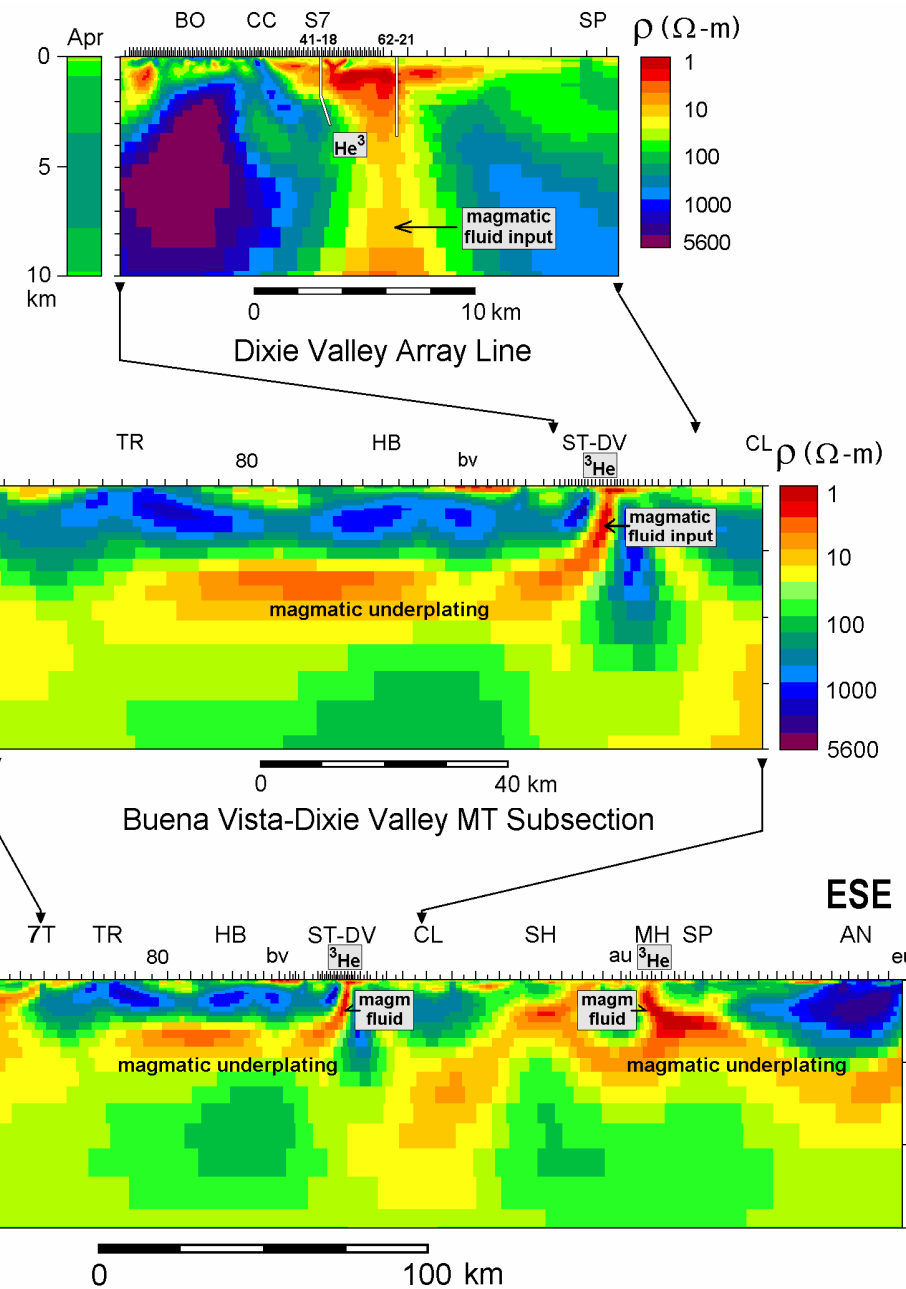 BO CC S7 SP ρ (Ω-m)
Apr 41-18 62-21
0 1
10
He³
5 100
magmatic
fluid input
1000
10 5600
km
0 10 km
Dixie Valley Array Line
TR HB ST-DV CL ρ (Ω-m)
80 bv ³He
1
magmatic
fluid input
10
magmatic underplating
100
1000
5600
0 40 km
Buena Vista-Dixie Valley MT Subsection
ESE
7T TR HB ST-DV CL SH MH SP AN
80 bv ³He au ³He eu
magm
fluid
magm
fluid
magmatic underplating magmatic underplating
0 100 km